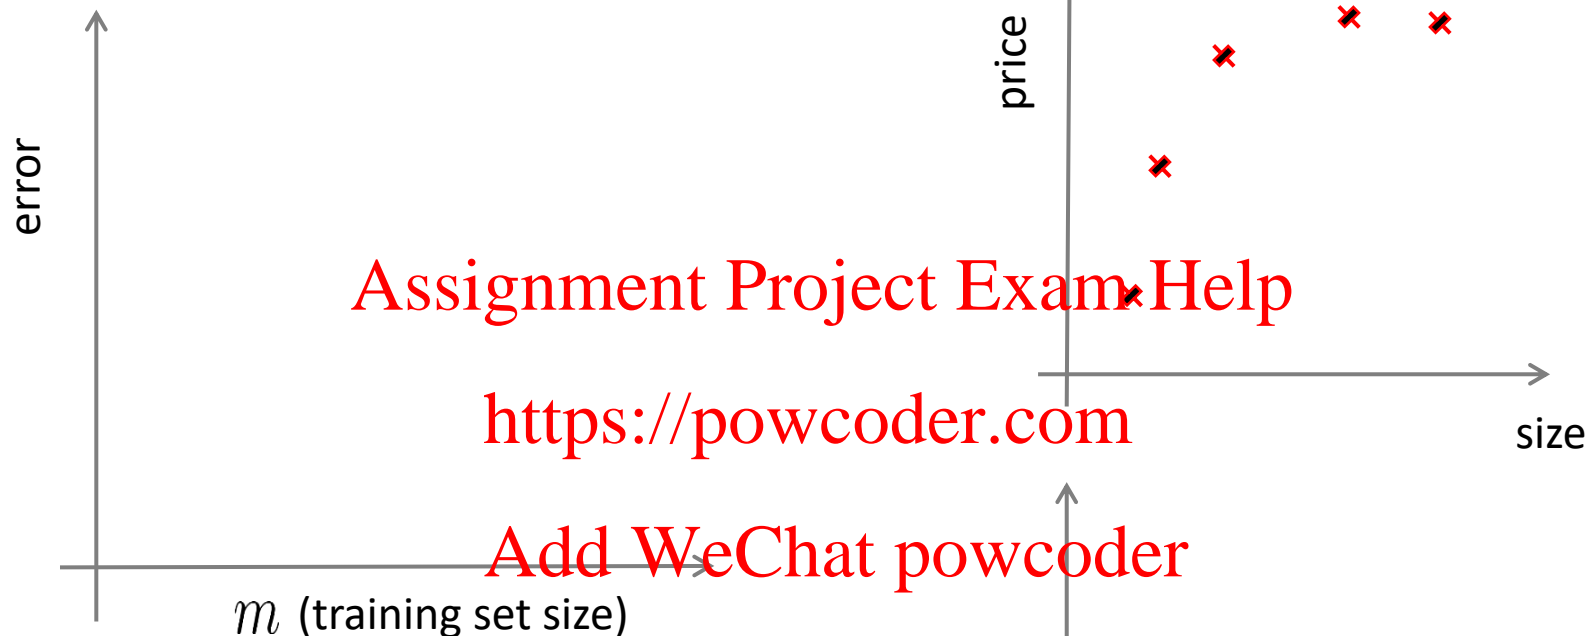 price
error
Assignment Project Exam Help
https://powcoder.com
size
Add WeChat powcoder
m (training set size)